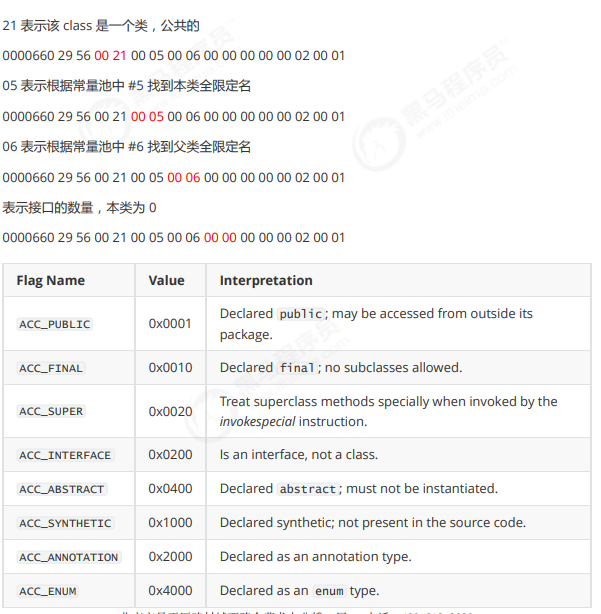 21 表示该 class 是一个类，公共的
0000660 29 56 00 21 00 05 00 06 00 00 00 00 00 02 00 01
05 表示根据常量池中 #5 找到本类全限定名
0000660 29 56 00 21 00 05 00 06 00 00 00 00 00 02 00 01
06 表示根据常量池中 #6 找到父类全限定名
0000660 29 56 00 21 00 05 00 06 00 00 00 00 00 02 00 01
表示接口的数量，本类为 0
0000660 29 56 00 21 00 05 00 06 00 00 00 00 00 02 00 01
Flag Name Value Interpretation
ACC_PUBLIC 0x0001 Declared public; may be accessed from outside its
package.
ACC_FINAL 0x0010 Declared final; no subclasses allowed.
ACC_SUPER 0x0020 Treat superclass methods specially when invoked by the
invokespecial instruction.
ACC_INTERFACE 0x0200 Is an interface, not a class.
ACC_ABSTRACT 0x0400 Declared abstract; must not be instantiated.
ACC_SYNTHETIC 0x1000 Declared synthetic; not present in the source code.
ACC_ANNOTATION 0x2000 Declared as an annotation type.
ACC_ENUM 0x4000 Declared as an enum type.
黑马程序员